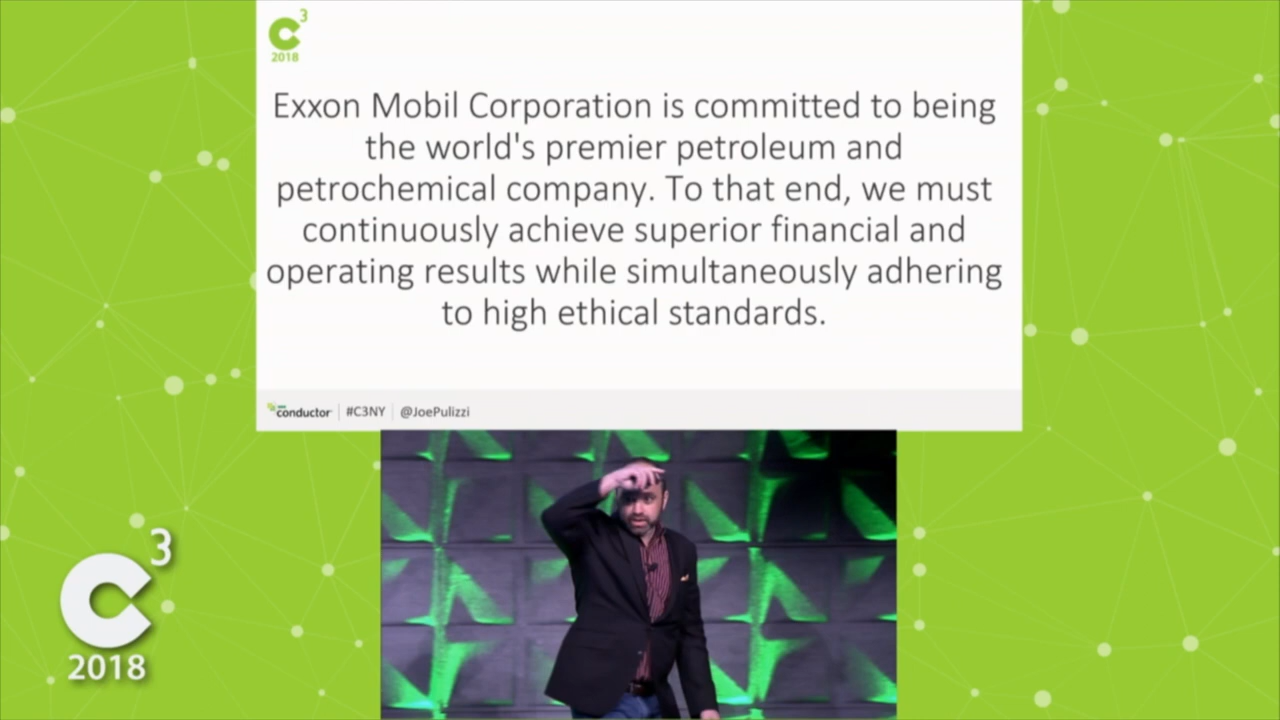 C3
2018
Exxon Mobil Corporation is committed to being
the world's premier petroleum and
petrochemical company. To that end, we must
continuously achieve superior financial and
operating results while simultaneously adhering
to high ethical standards.
conductor #C3NY @JoePulizzi
C3
2018